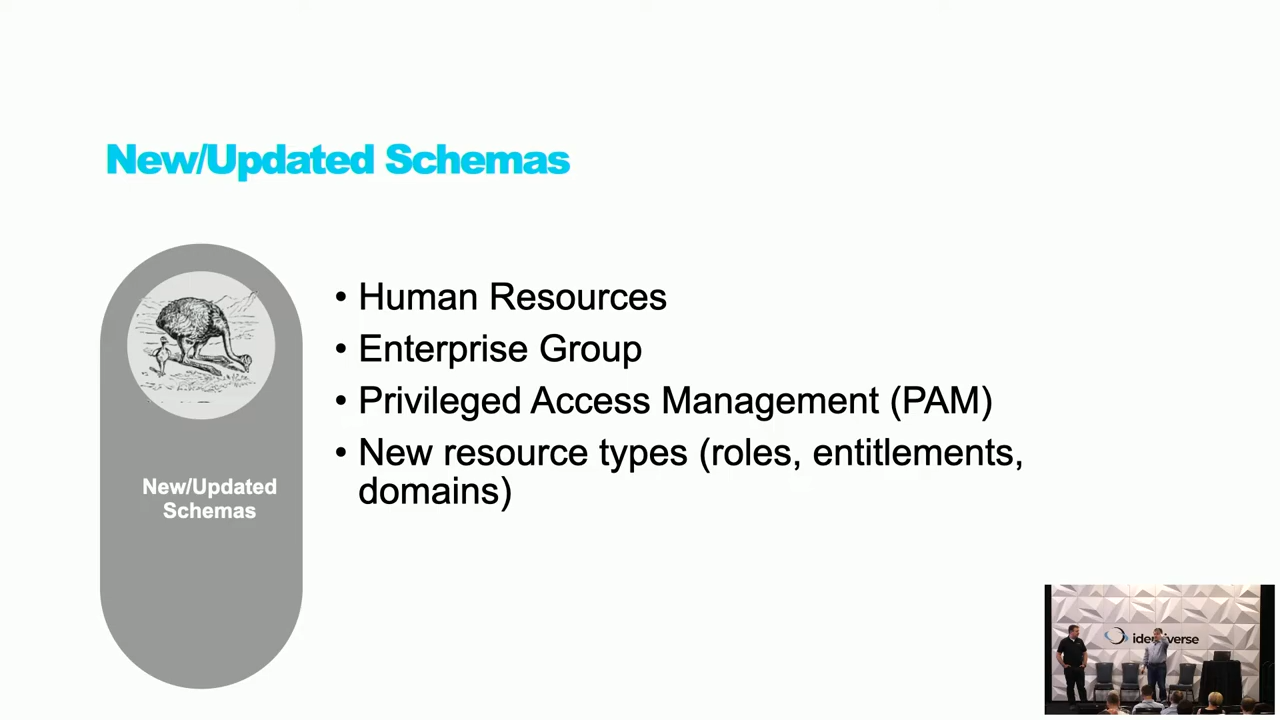 New/Updated Schemas
• Human Resources
• Enterprise Group
• Privileged Access Management (PAM)
• New resource types (roles, entitlements,
domains)
New/Updated
Schemas